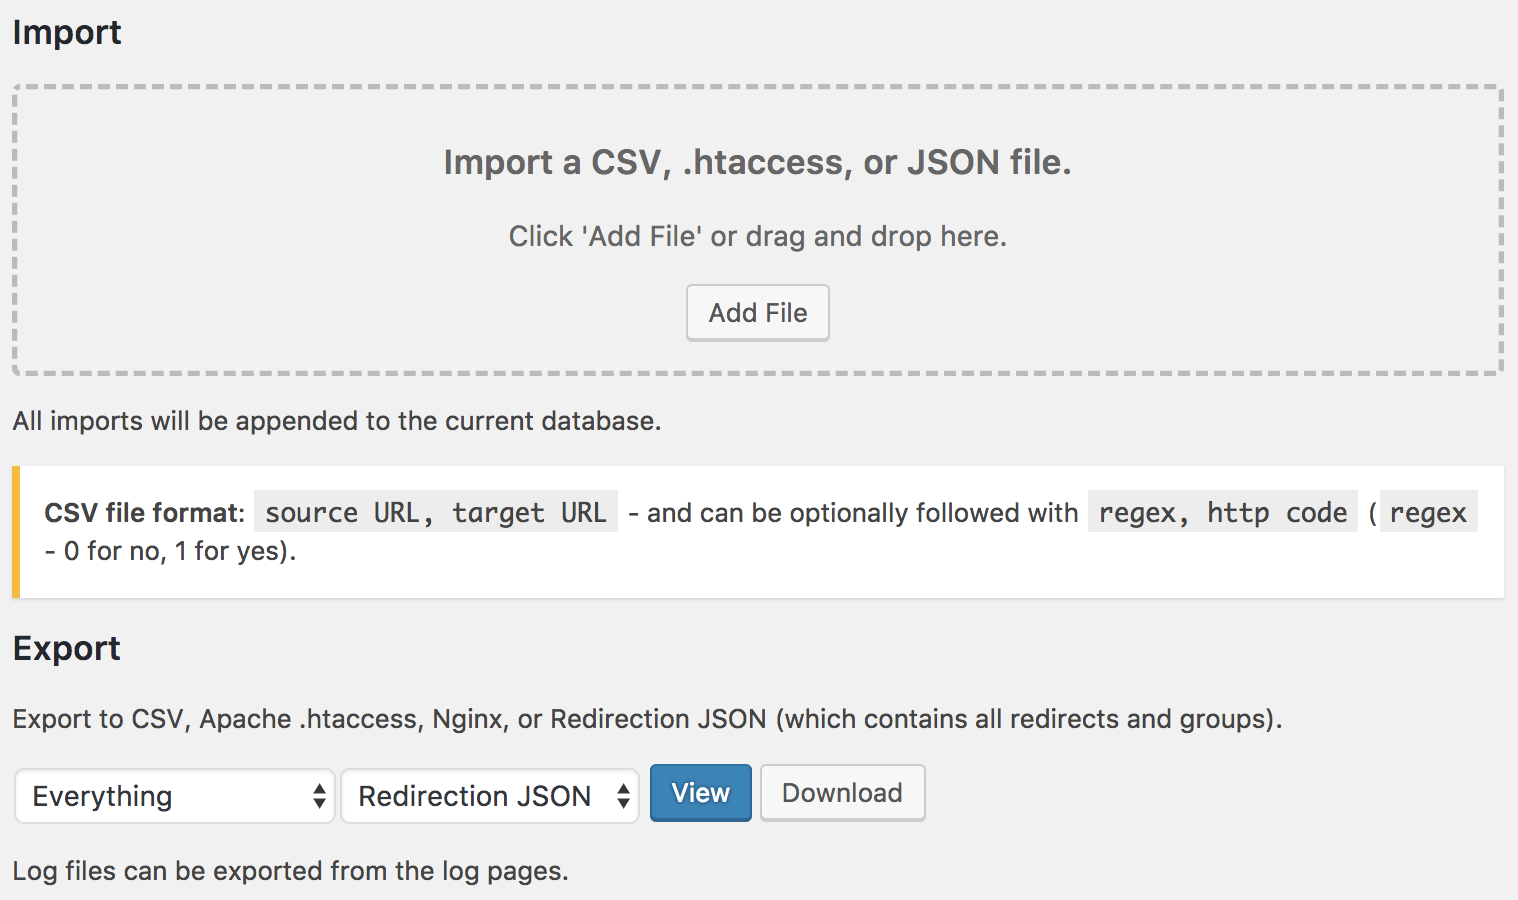 Import
Import a CSV, .htaccess, or JSON file.
Click 'Add File' or drag and drop here.
Add File
All imports will be appended to the current database.
CSV file format: source URL, target URL - and can be optionally followed with regex, http code ( regex
- 0 for no, 1 for yes).
Export
Export to CSV, Apache .htaccess, Nginx, or Redirection JSON (which contains all redirects and groups).
Everything Redirection JSON View Download
Log files can be exported from the log pages.